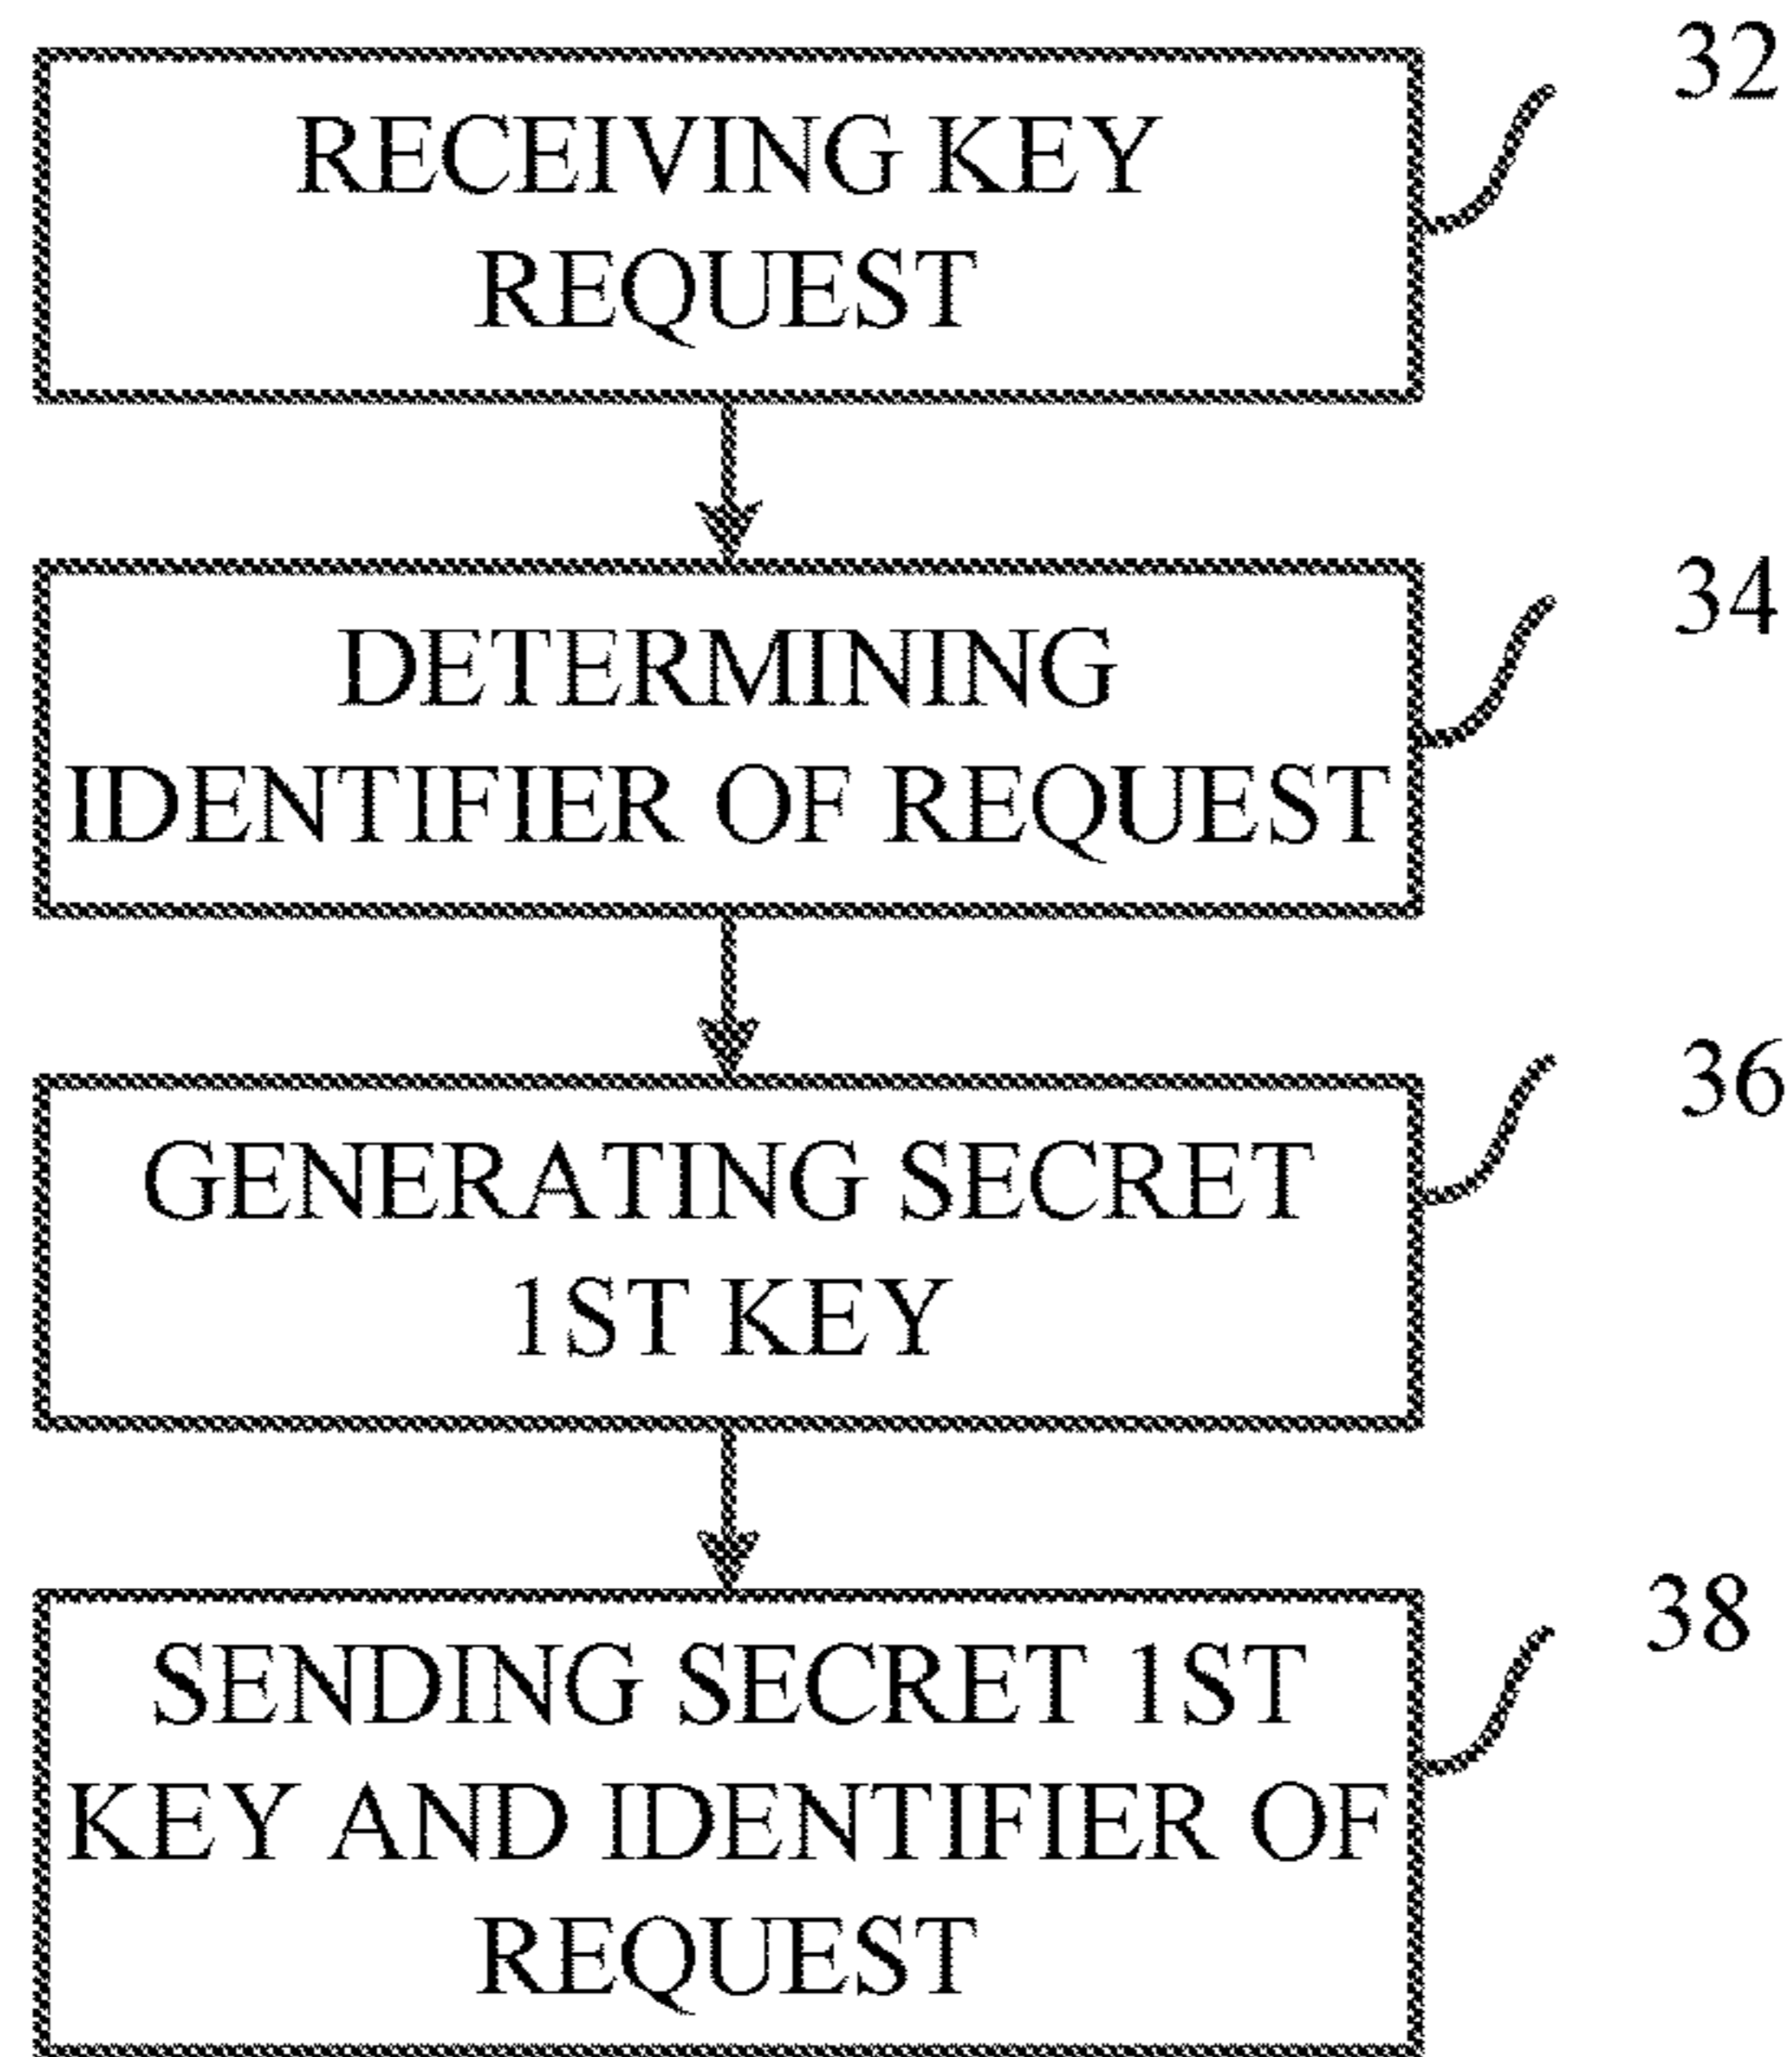 32
RECEIVING KEY
REQUEST
34
DETERMINING
IDENTIFIER OF REQUEST
36
GENERATING SECRET
1ST KEY
38
SENDING SECRET 1ST
KEY AND IDENTIFIER OF
REQUEST